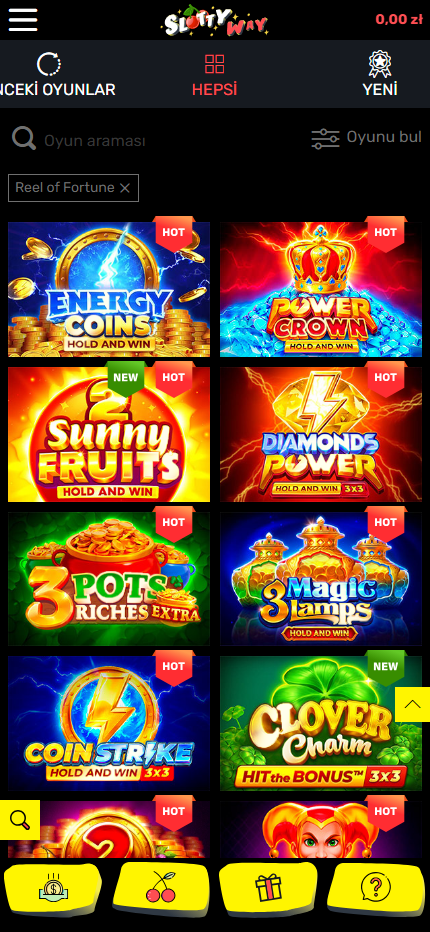 SLOTTY WAY
0,00 zł
NCEKİ OYUNLAR
HEPSİ
YENİ
Oyun araması
Oyunu bul
Reel of Fortune
HOT
ENERGY
COINS
HOLD AND WIN
HOT
POWER
CROWN
HOLD AND WIN
NEW
HOT
2
Sunny
FRUITS
HOLD AND WIN
HOT
DIAMONDS
POWER
HOLD AND WIN 3X3
HOT
3 POTS
RICHES EXTRA
HOT
3 Magic
Lamps
HOLD AND WIN
HOT
COIN STRIKE
HOLD AND WIN 3X3
NEW
CLOVER
Charm
HIT the BONUS™ 3X3
HOT
2
HOT